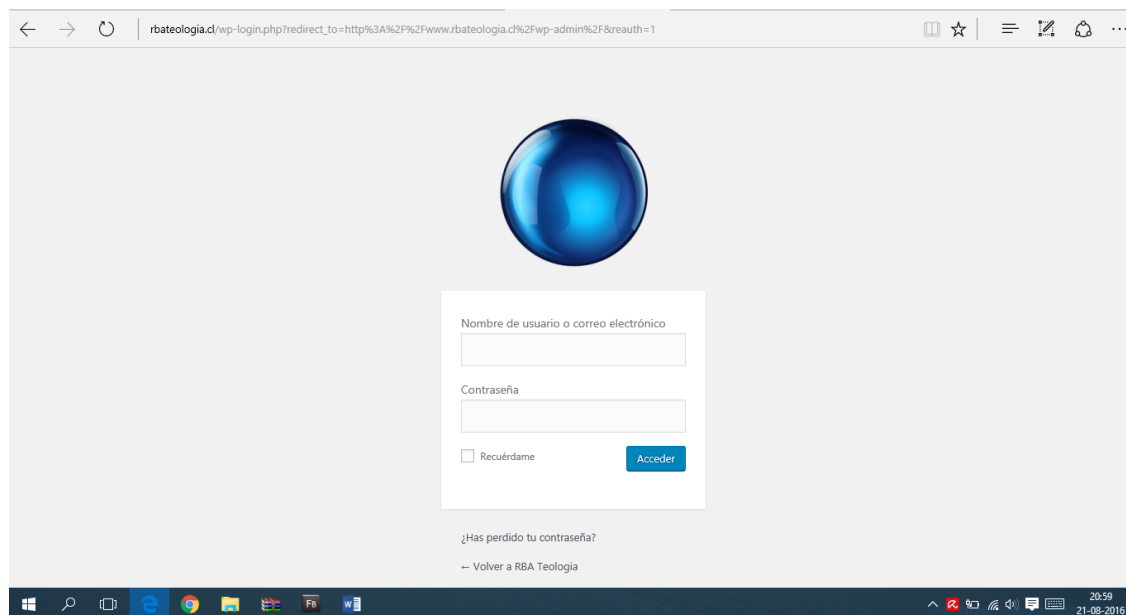 rbateologia.cl/wp-login.php?redirect_to=http%3A%2F%2Fwww.rbateologia.cl%2Fwp-admin%2F&reauth=1
Nombre de usuario o correo electrónico
Contraseña
Recuérdame
Acceder
¿Has perdido tu contraseña?
← Volver a RBA Teologia
FB
W
20:59
21-08-2016